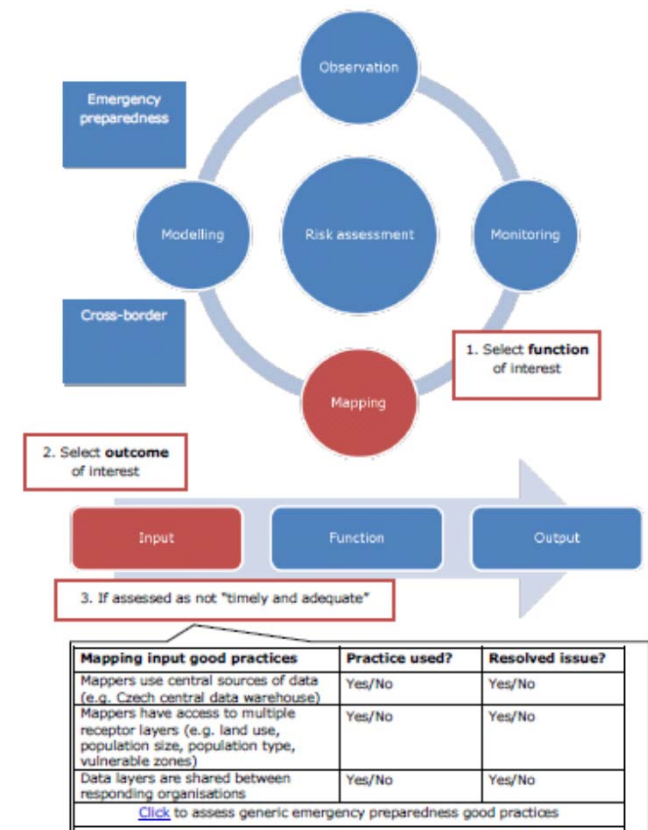 Observation
Emergency
preparedness
Modelling
Risk assessment
Monitoring
Cross-border
1. Select function
of interest
Mapping
2. Select outcome
of interest
Input
Function
Output
3. If assessed as not "timely and adequate"
Mapping input good practices Practice used? Resolved issue?
Mappers use central sources of data
(e.g. Czech central data warehouse)
Yes/No Yes/No
Mappers have access to multiple
receptor layers (e.g. land use,
population size, population type,
vulnerable zones)
Yes/No Yes/No
Data layers are shared between
responding organisations
Yes/No Yes/No
Click to assess generic emergency preparedness good practices